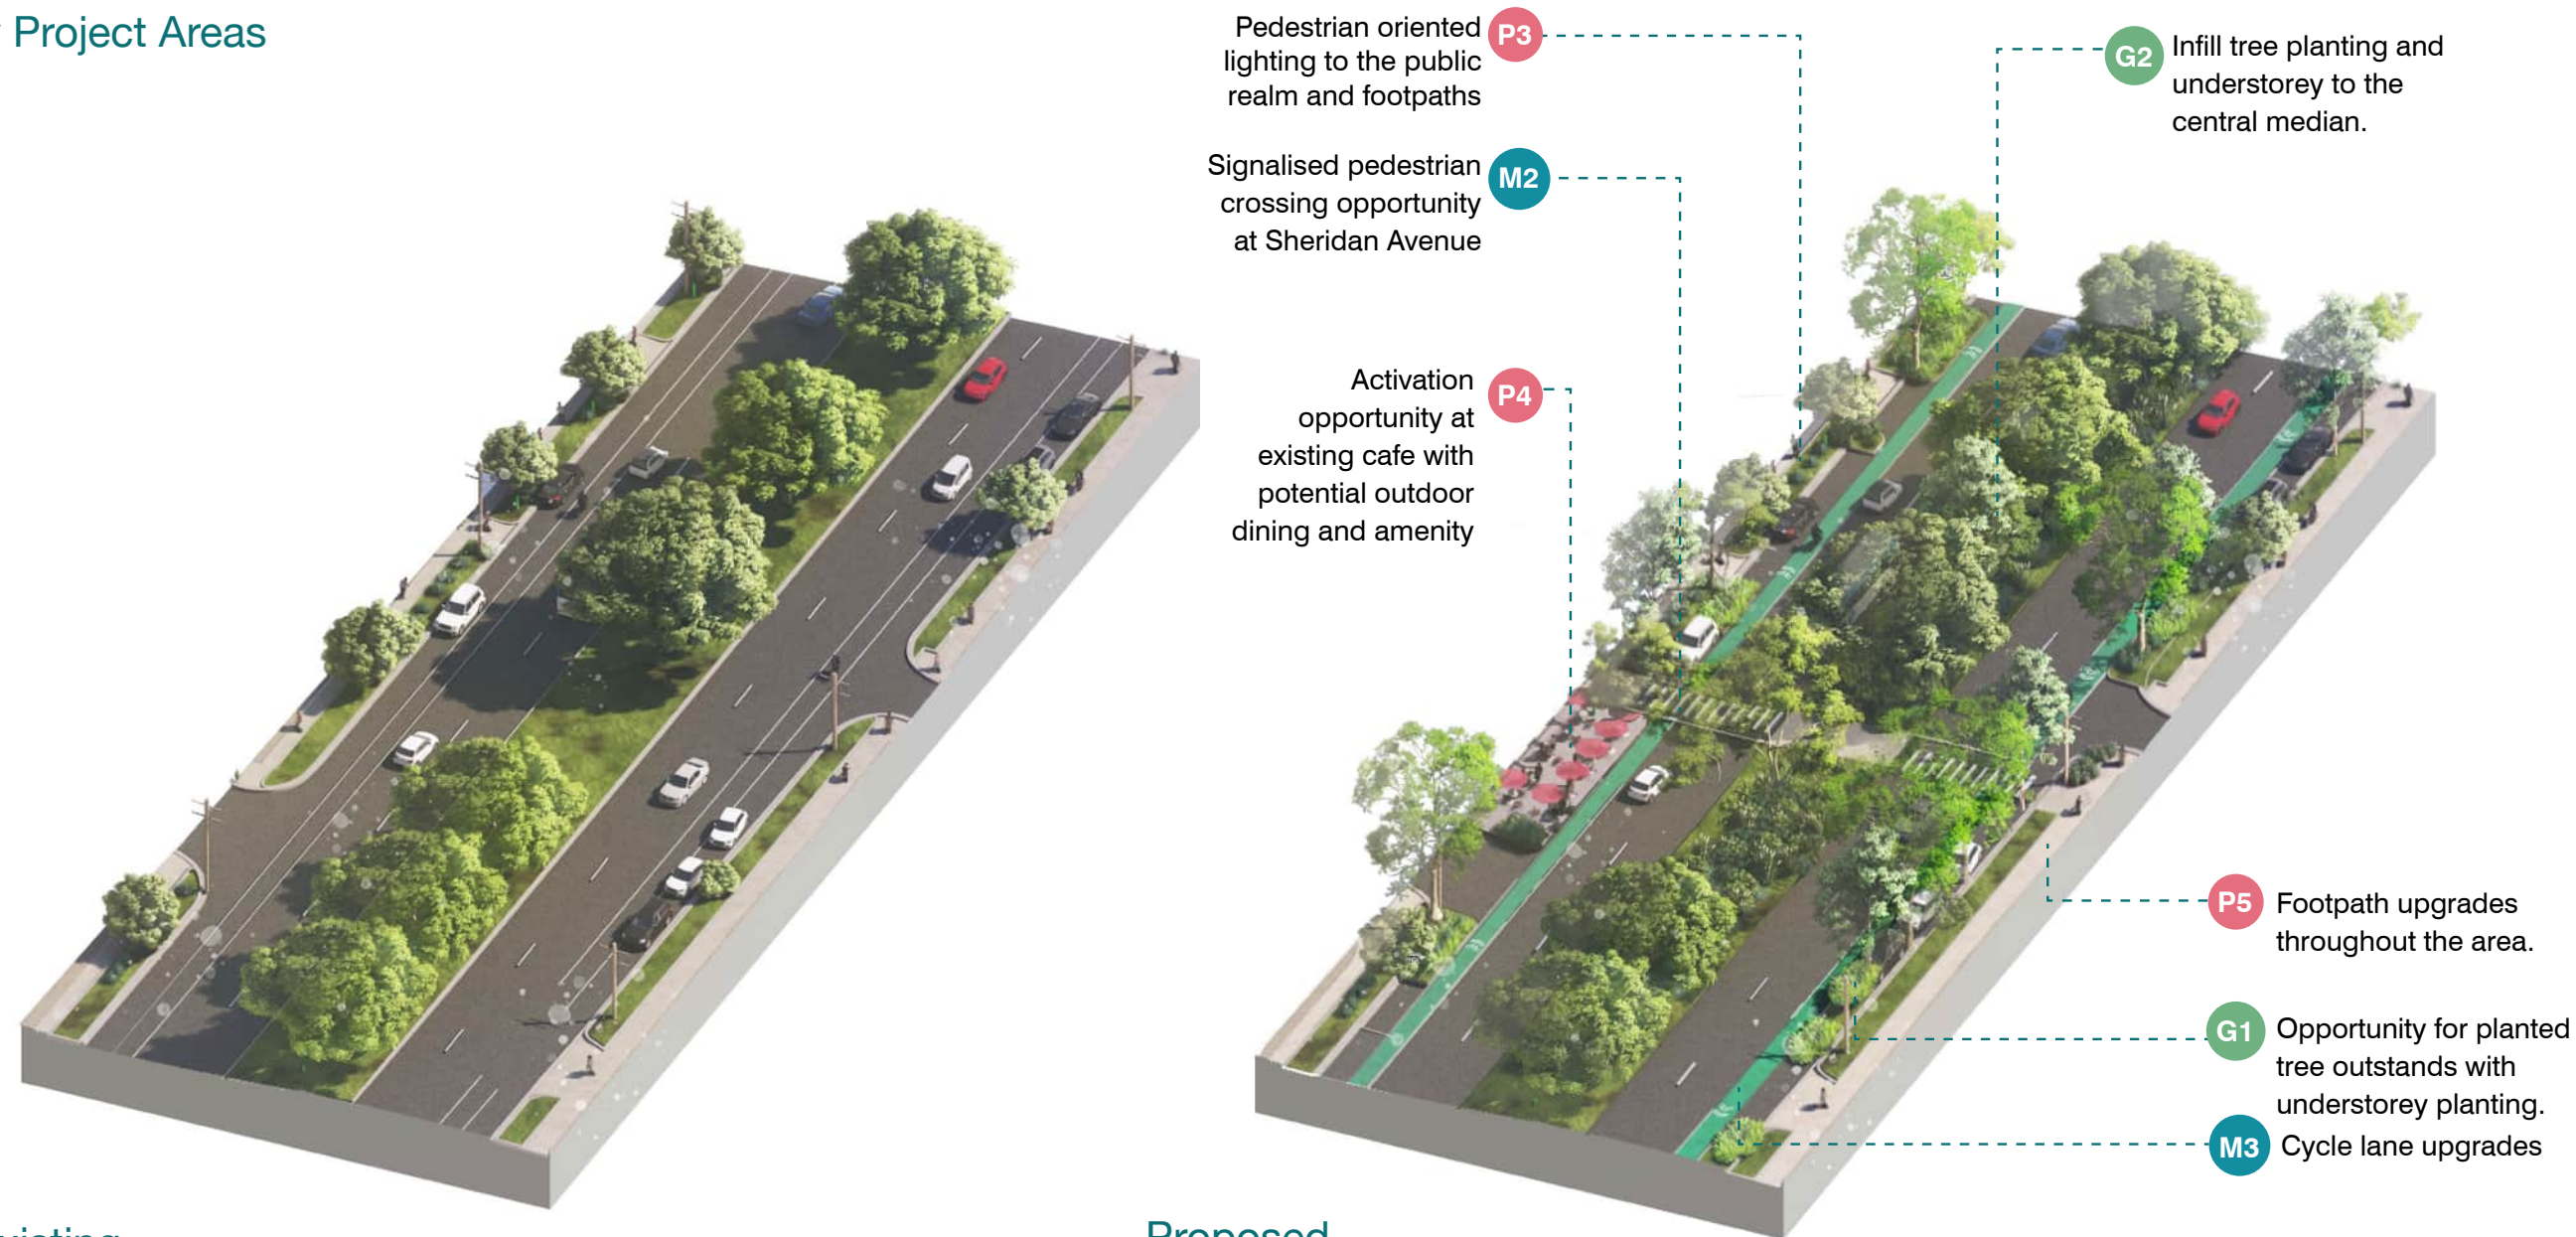 Project Areas
Pedestrian oriented
lighting to the public
realm and footpaths
P3
Signalised pedestrian
crossing opportunity
at Sheridan Avenue
M2
Activation
opportunity at
existing cafe with
potential outdoor
dining and amenity
P4
G2
Infill tree planting and
understorey to the
central median.
P5
Footpath upgrades
throughout the area.
G1
Opportunity for planted
tree outstands with
understorey planting.
M3
Cycle lane upgrades
Proposed